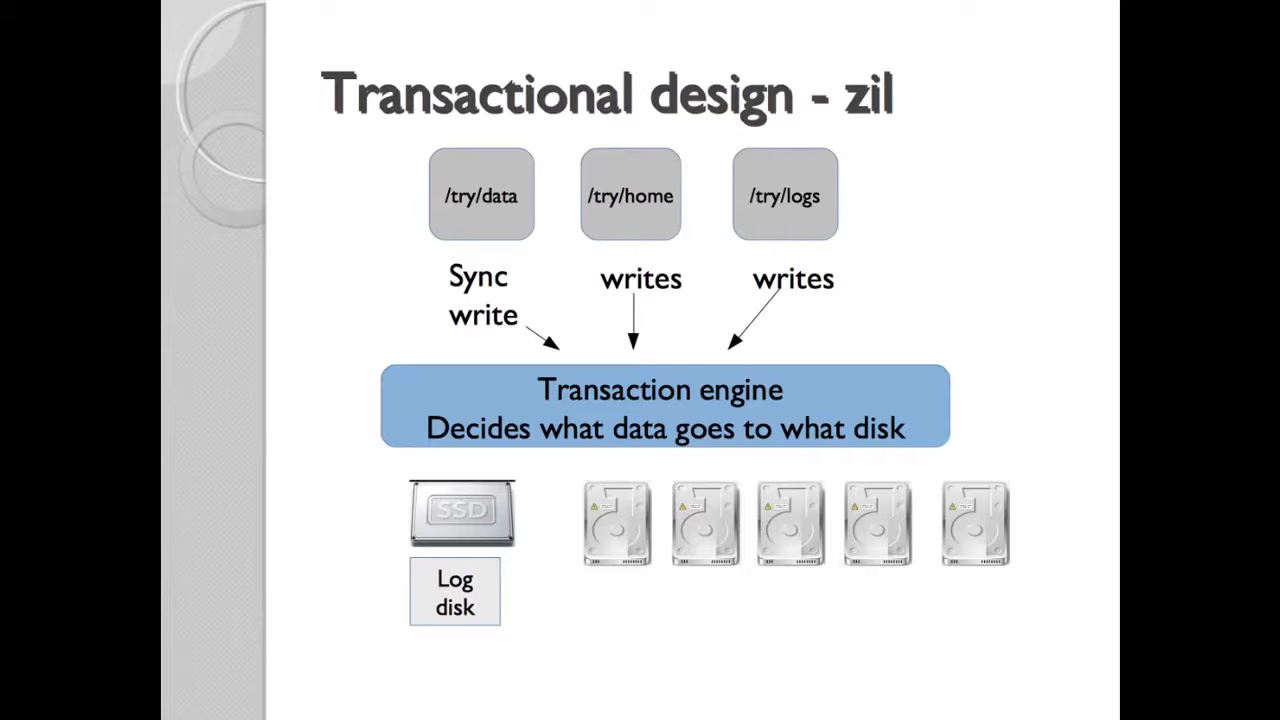 Transactional design - zil
/try/data
/try/home
/try/logs
Sync
write
writes
writes
Transaction engine
Decides what data goes to what disk
SSD
Log
disk